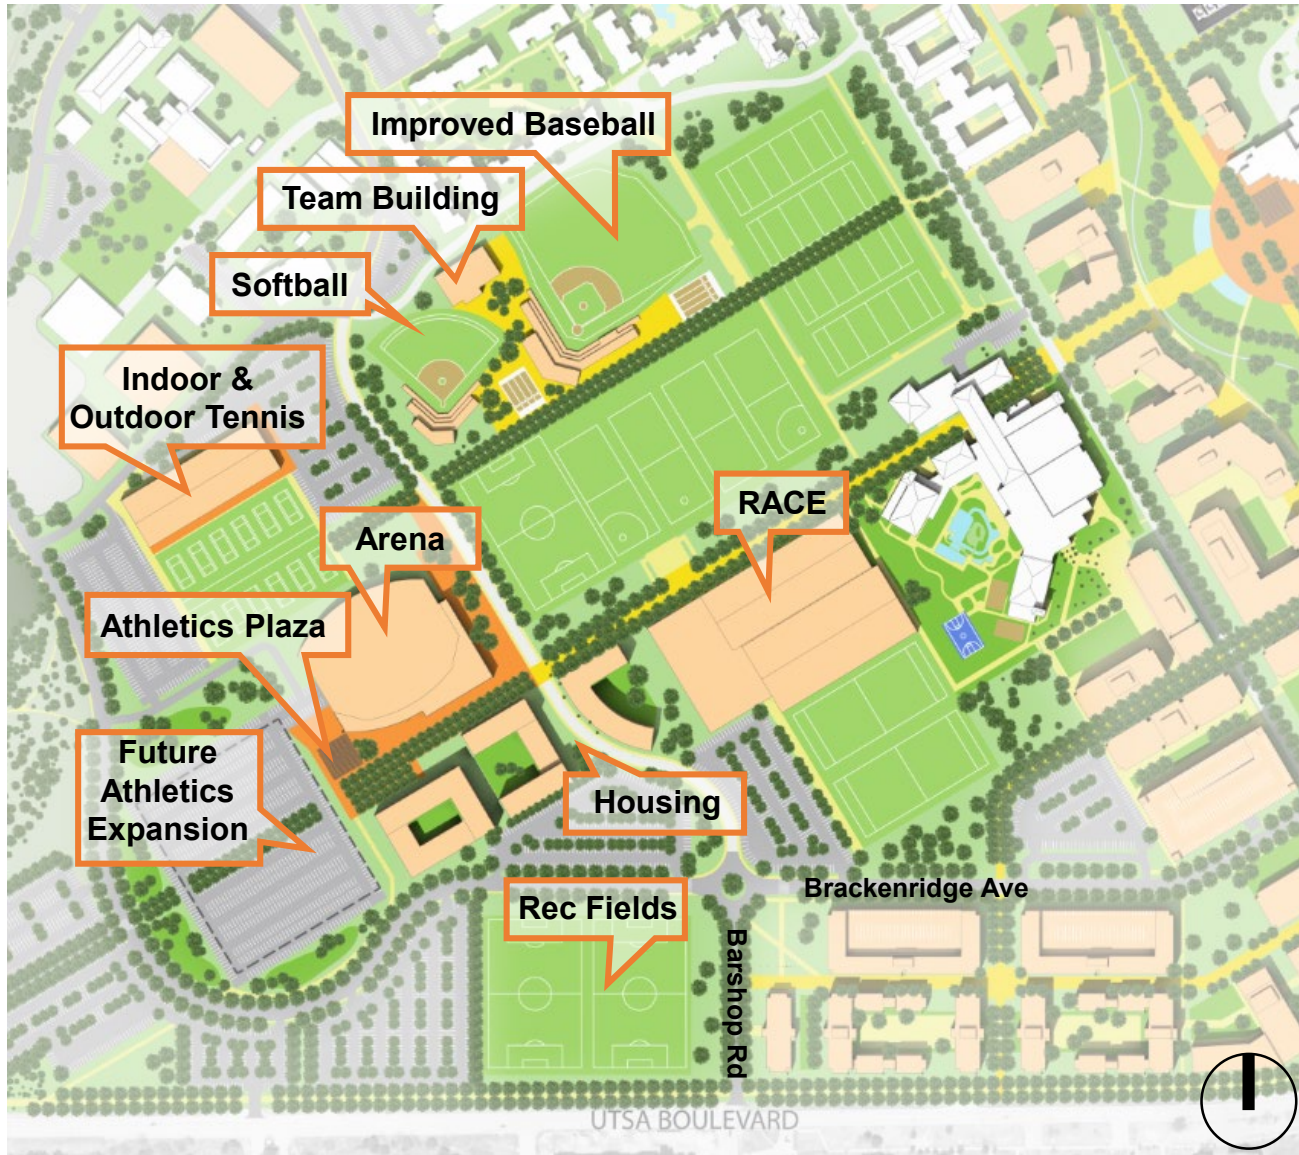 Improved Baseball
Team Building
Softball
Indoor &
Outdoor Tennis
RACE
Arena
Athletics Plaza
Future
Athletics
Expansion
Housing
Brackenridge Ave
Rec Fields
Barshop Rd
UTSA BOULEVARD